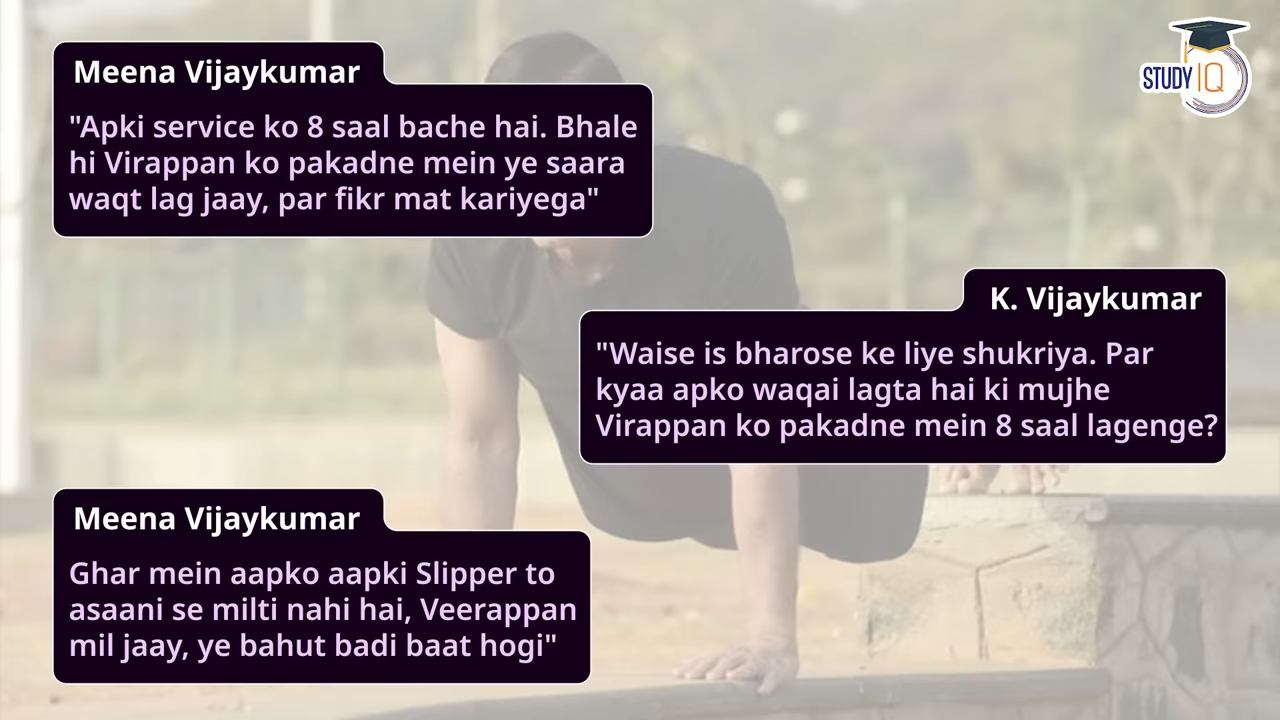 Meena Vijaykumar
"Apki service ko 8 saal bache hai. Bhale
hi Virappan ko pakadne mein ye saara
waqt lag jaay, par fikr mat kariyega"
STUDY IQ
K. Vijaykumar
"Waise is bharose ke liye shukriya. Par
kyaa apko waqai lagta hai ki mujhe
Virappan ko pakadne mein 8 saal lagenge?
Meena Vijaykumar
Ghar mein aapko aapki Slipper to
asaani se milti nahi hai, Veerappan
mil jaay, ye bahut badi baat hogi"